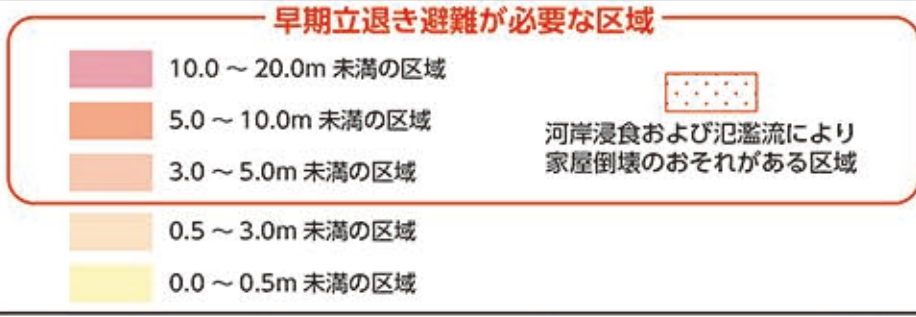 早期立退き避難が必要な区域
10.0 ～ 20.0m 未満の区域
5.0 ～ 10.0m 未満の区域
3.0 ～ 5.0m 未満の区域
河岸浸食および氾濫流により
家屋倒壊のおそれがある区域
0.5 ～ 3.0m 未満の区域
0.0 ～ 0.5m 未満の区域